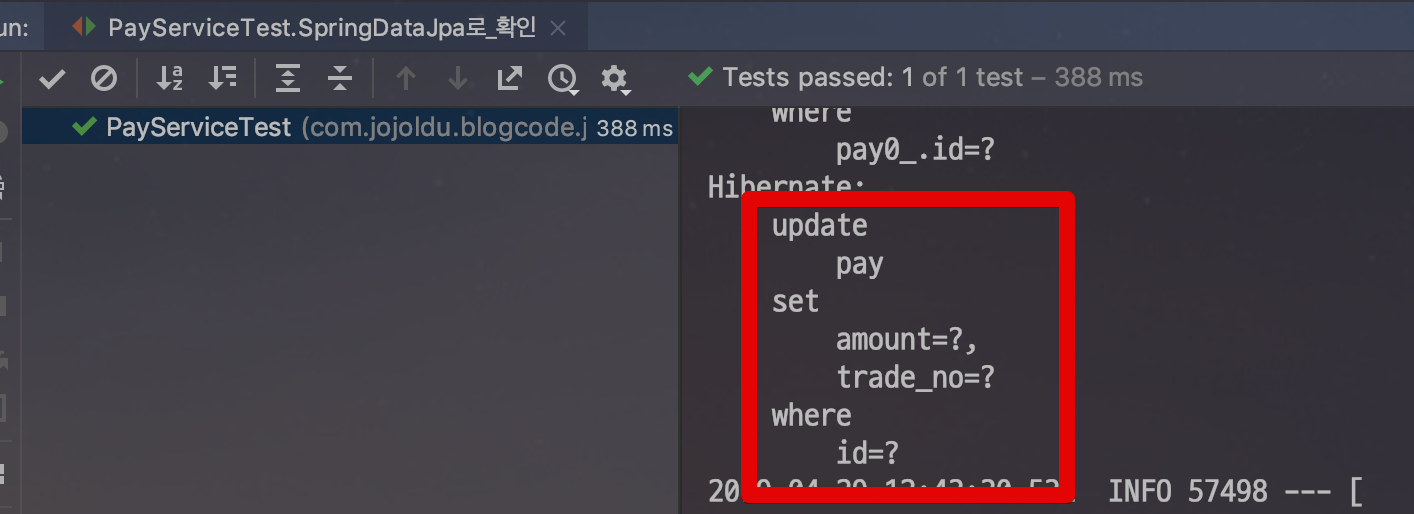 un:
PayServiceTest.SpringDataJpa로_확인
Tests passed: 1 of 1 test – 388 ms
PayServiceTest (com.jojoldu.blogcode.j 388 ms
where
pay0_.id=?
Hibernate:
update
pay
set
amount=?,
trade_no=?
where
id=?
INFO 57498 --- [